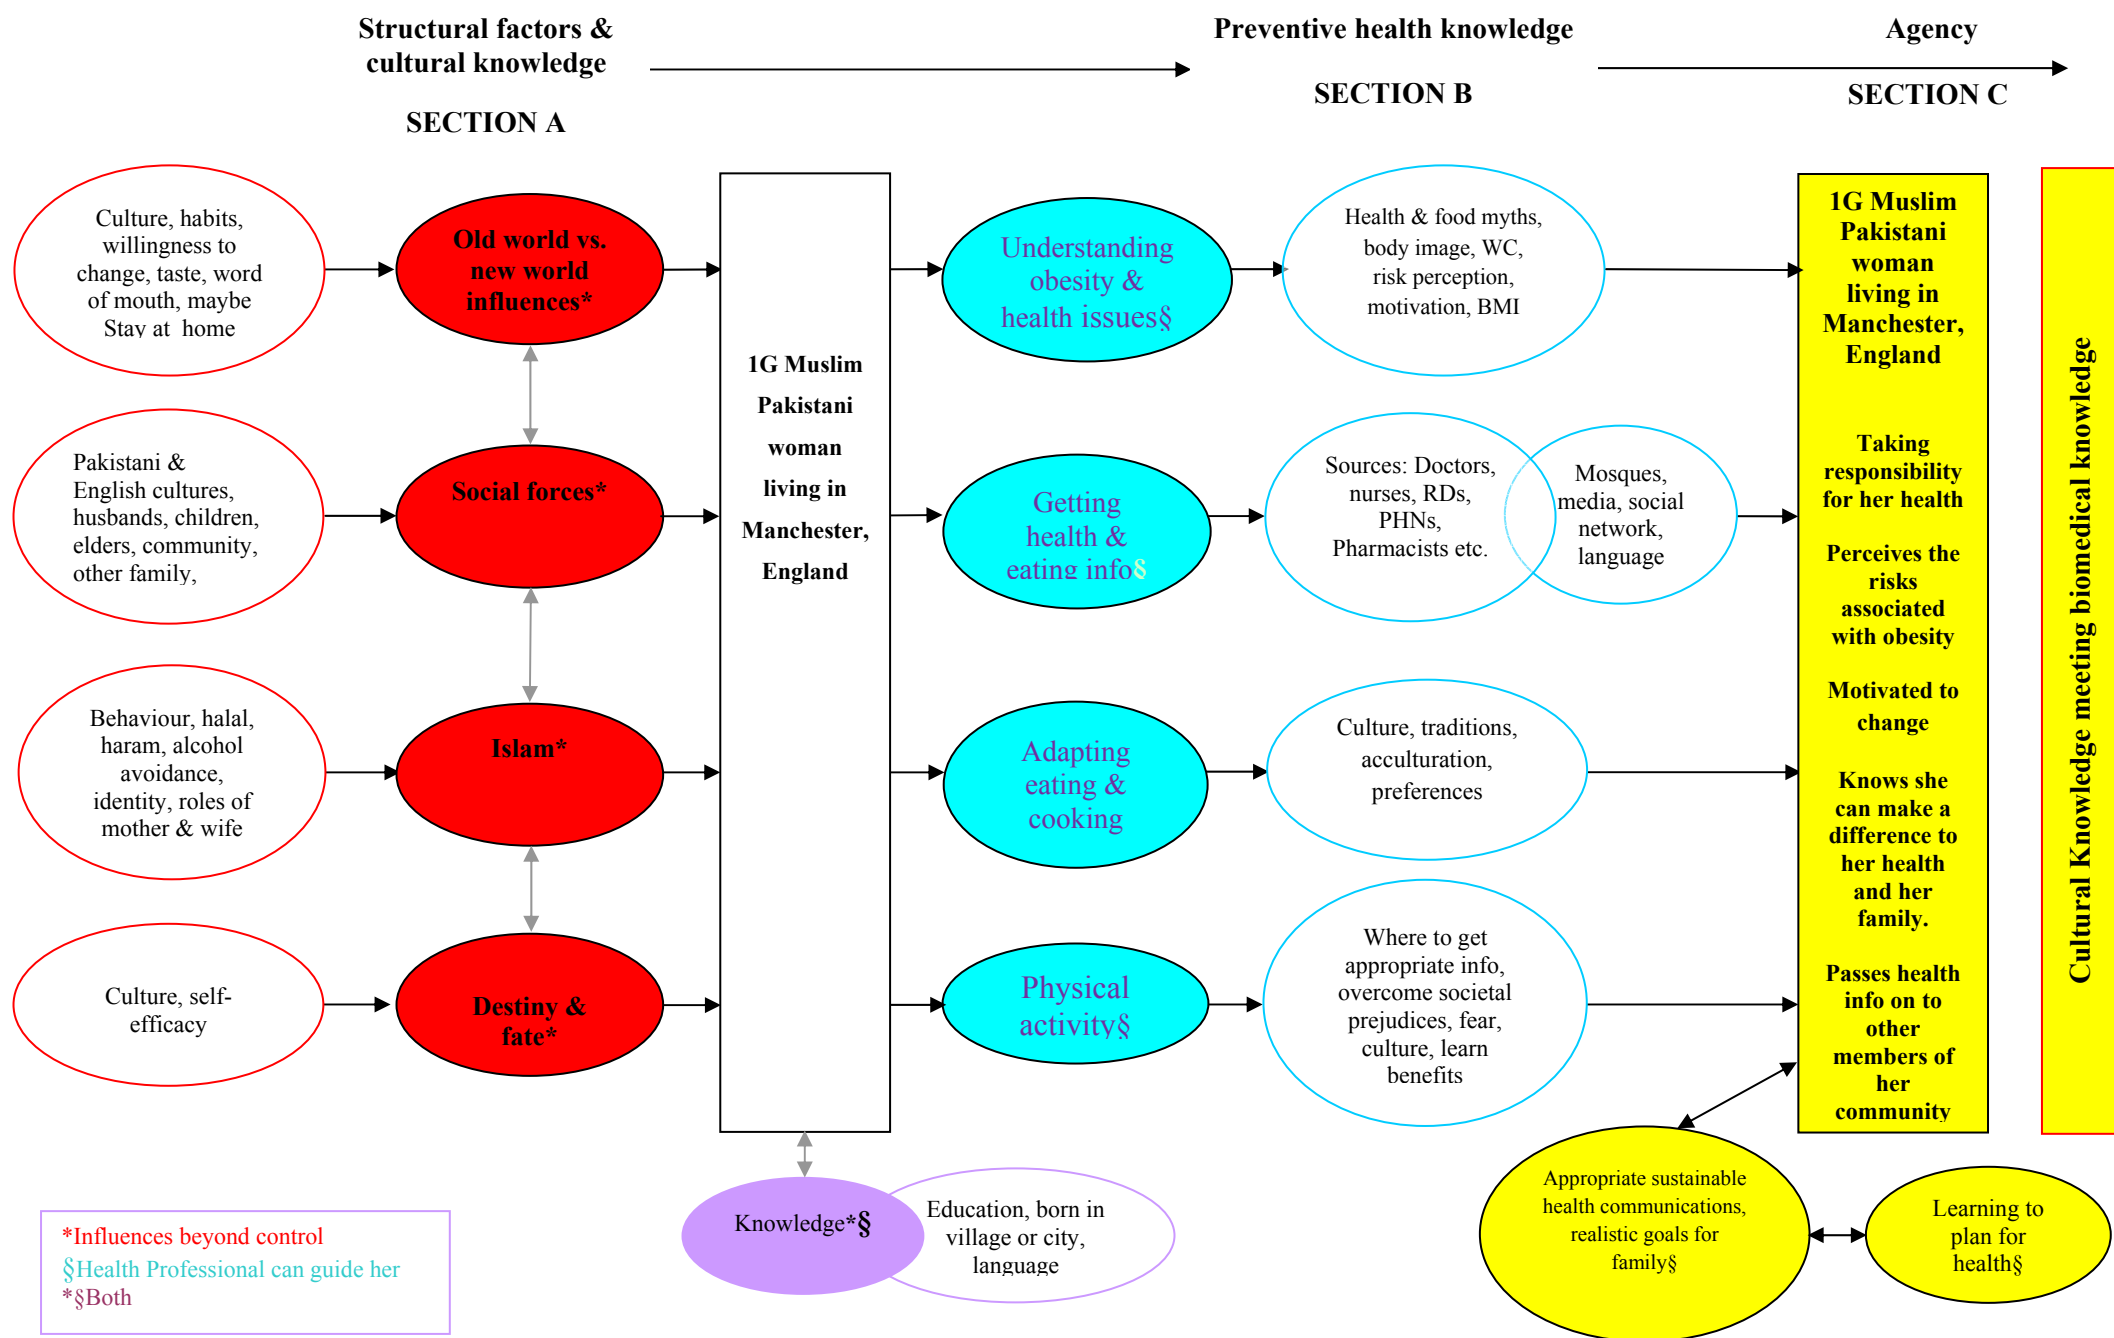 Structural factors &
cultural knowledge
SECTION A
Preventive health knowledge
SECTION B
Agency
SECTION C
Culture, habits,
willingness to
change, taste, word
of mouth, maybe
Stay at home
Old world vs.
new world
influences*
Pakistani &
English cultures,
husbands, children,
elders, community,
other family,
Social forces*
Behaviour, halal,
haram, alcohol
avoidance,
identity, roles of
mother & wife
Islam*
Culture, self-
efficacy
Destiny &
fate*
1G Muslim
Pakistani
woman
living in
Manchester,
England
Knowledge*§
Education, born in
village or city,
language
Understanding
obesity &
health issues§
Health & food myths,
body image, WC,
risk perception,
motivation, BMI
Getting
health &
eating info§
Sources: Doctors,
nurses, RDs,
PHNs,
Pharmacists etc.
Mosques,
media, social
network,
language
Adapting
eating &
cooking
Culture, traditions,
acculturation,
preferences
Physical
activity§
Where to get
appropriate info,
overcome societal
prejudices, fear,
culture, learn
benefits
1G Muslim
Pakistani
woman
living in
Manchester,
England
Taking
responsibility
for her health
Perceives the
risks
associated
with obesity
Motivated to
change
Knows she
can make a
difference to
her health
and her
family.
Passes health
info on to
other
members of
her
community
Cultural Knowledge meeting biomedical knowledge
Appropriate sustainable
health communications,
realistic goals for
family§
Learning to
plan for
health§
*Influences beyond control
§Health Professional can guide her
*§Both